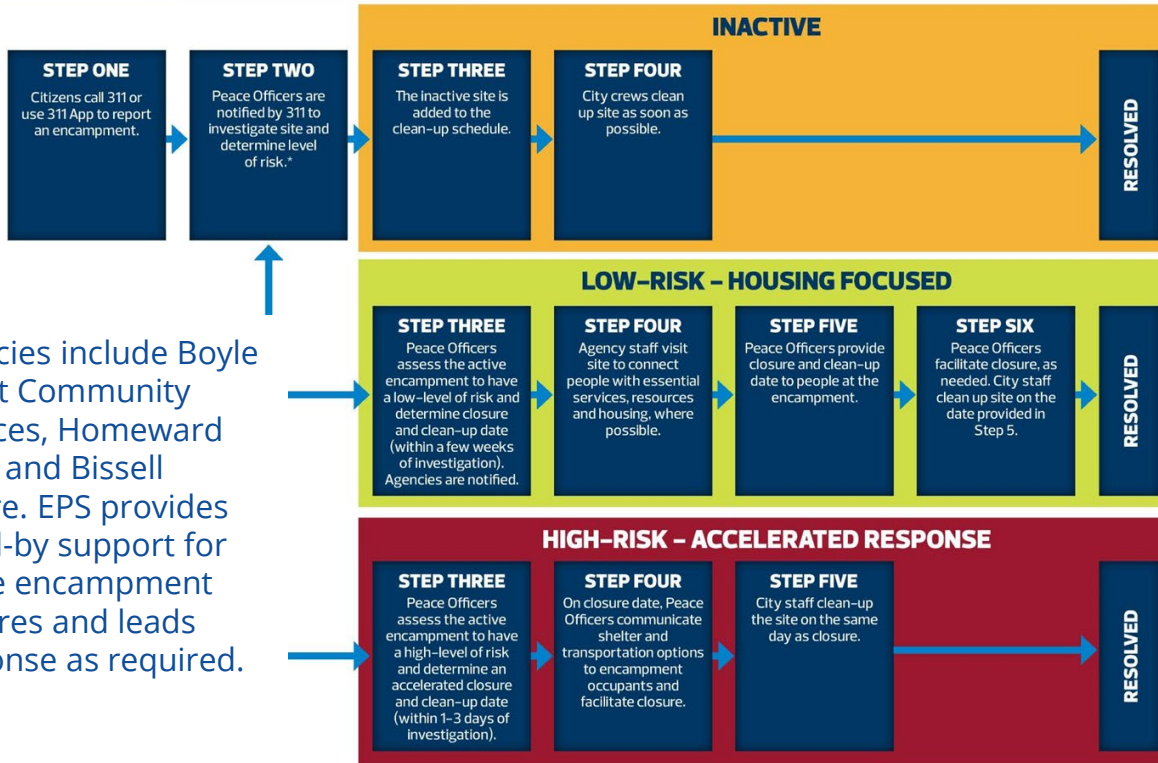 INACTIVE
STEP ONE
Citizens call 311 or
use 311 App to report
an encampment.
STEP TWO
Peace Officers are
notified by 311 to
investigate site and
determine level
of risk.*
STEP THREE
The inactive site is
added to the
clean-up schedule.
STEP FOUR
City crews clean
up site as soon as
possible.
RESOLVED
cies include Boyle
t Community
ces, Homeward
and Bissell
e. EPS provides
-by support for
e encampment
res and leads
onse as required.
LOW-RISK – HOUSING FOCUSED
STEP THREE
Peace Officers
assess the active
encampment to have
a low-level of risk and
determine closure
and clean-up date
(within a few weeks
of investigation).
Agencies are notified.
STEP FOUR
Agency staff visit
site to connect
people with essential
services, resources
and housing, where
possible.
STEP FIVE
Peace Officers provide
closure and clean-up
date to people at the
encampment.
STEP SIX
Peace Officers
facilitate closure, as
needed. City staff
clean up site on the
date provided in
Step 5.
RESOLVED
HIGH-RISK – ACCELERATED RESPONSE
STEP THREE
Peace Officers
assess the active
encampment to have
a high-level of risk
and determine an
accelerated closure
and clean-up date
(within 1-3 days of
investigation).
STEP FOUR
On closure date, Peace
Officers communicate
shelter and
transportation options
to encampment
occupants and
facilitate closure.
STEP FIVE
City staff clean-up
the site on the same
day as closure.
RESOLVED